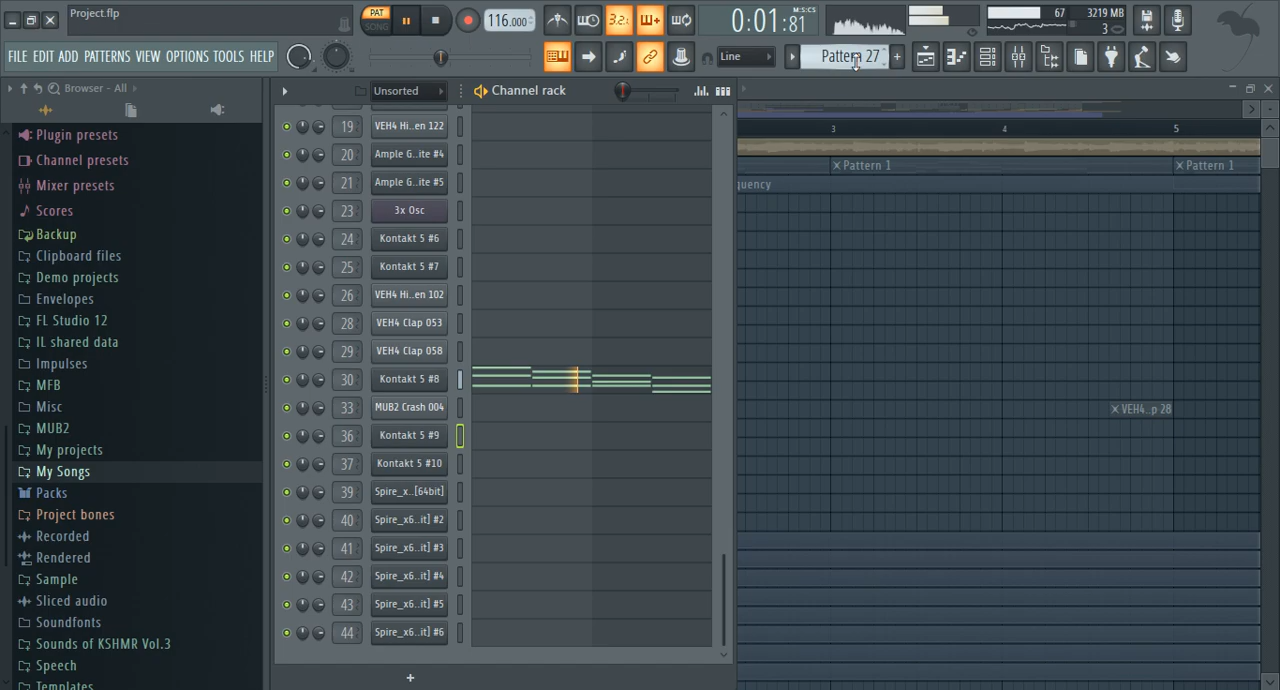 Project.flp
PAT
SONG
3.2.
116.000
0:01:81
M:S:CS
67
3219 MB
3
FILE EDIT ADD PATTERNS VIEW OPTIONS TOOLS HELP
Line
Pattern 27
+
Browser - All
Unsorted
Channel rack
Plugin presets
Channel presets
Mixer presets
Scores
Backup
Clipboard files
Demo projects
Envelopes
FL Studio 12
IL shared data
Impulses
MFB
Misc
MUB2
My projects
My Songs
Packs
Project bones
Recorded
Rendered
Sample
Sliced audio
Soundfonts
Sounds of KSHMR Vol.3
Speech
Templates
19 VEH4 Hi..en 122
20 Ample G..ite #4
21 Ample G..ite #5
23 3x Osc
24 Kontakt 5 #6
25 Kontakt 5 #7
26 VEH4 Hi..en 102
28 VEH4 Clap 053
29 VEH4 Clap 058
30 Kontakt 5 #8
33 MUB2 Crash 004
36 Kontakt 5 #9
37 Kontakt 5 #10
39 Spire_x..[64bit]
40 Spire_x6..it] #2
41 Spire_x6..it] #3
42 Spire_x6..it] #4
43 Spire_x6..it] #5
44 Spire_x6..it] #6
+
3 4 5
Pattern 1 Pattern 1
quency
VEH4..p 28